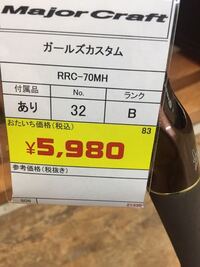 Major Craft
ガールズカスタム
RRC-70MH
付属品 No. ランク
あり 32 B
おたいち価格(税込) 83
¥5,980
参考価格(税抜き)